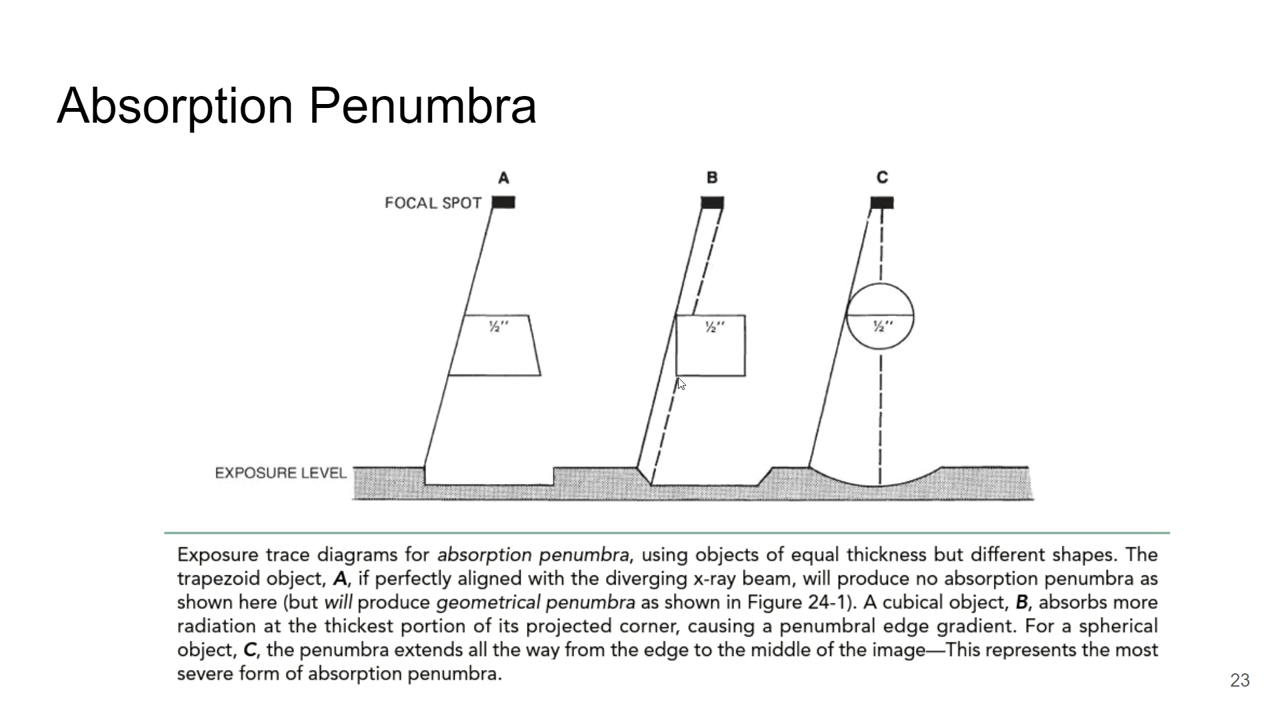 Absorption Penumbra
A B C
FOCAL SPOT
½″ ½″ ½″
EXPOSURE LEVEL
Exposure trace diagrams for absorption penumbra, using objects of equal thickness but different shapes. The
trapezoid object, A, if perfectly aligned with the diverging x-ray beam, will produce no absorption penumbra as
shown here (but will produce geometrical penumbra as shown in Figure 24-1). A cubical object, B, absorbs more
radiation at the thickest portion of its projected corner, causing a penumbral edge gradient. For a spherical
object, C, the penumbra extends all the way from the edge to the middle of the image—This represents the most
severe form of absorption penumbra.
23